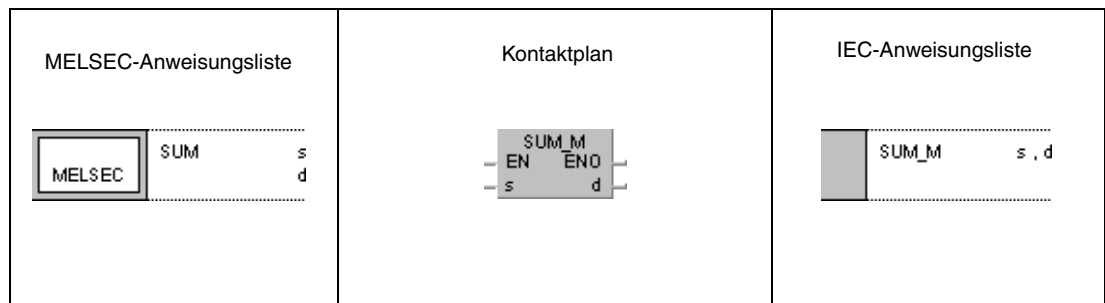 MELSEC-Anweisungsliste
MELSEC
SUM s
d
Kontaktplan
SUM_M
EN ENO
s d
IEC-Anweisungsliste
SUM_M s , d